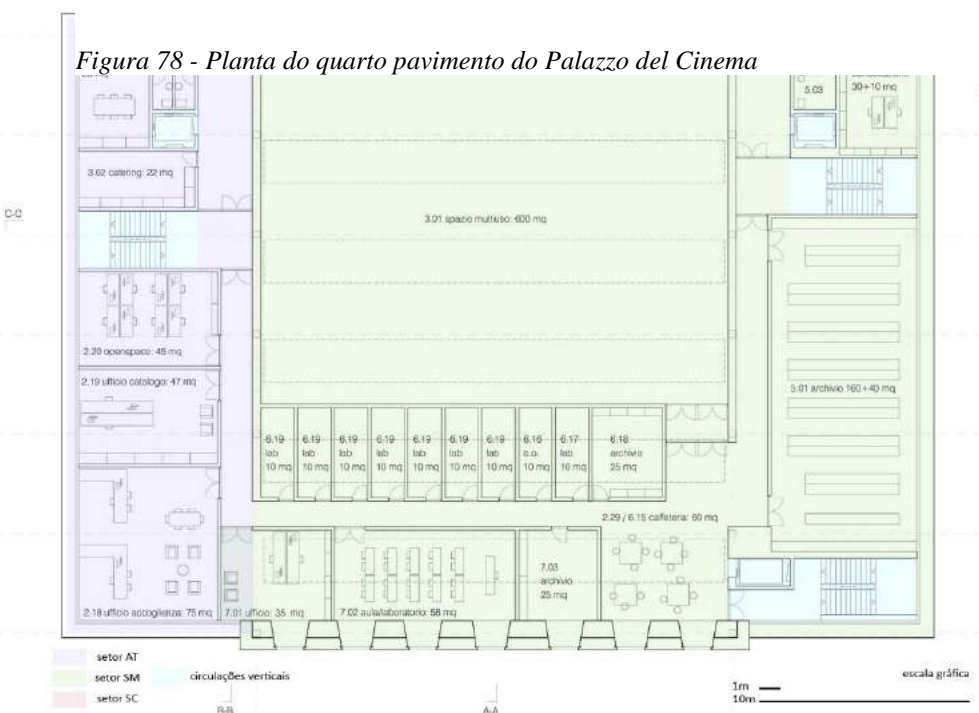 Figura 78 - Planta do quarto pavimento do Palazzo del Cinema
5.03
30+10 mq
3.62 catering: 22 mq
C-C
3.01 spazio multiuso: 600 mq
2.20 openspace: 45 mq
2.19 ufficio catalogo: 47 mq
5.01 archivio 160+40 mq
6.19 lab 10 mq
6.19 lab 10 mq
6.19 lab 10 mq
6.19 lab 10 mq
6.19 lab 10 mq
6.19 lab 10 mq
6.19 lab 10 mq
6.16 c.a. 10 mq
6.17 lab 10 mq
6.18 archivio 25 mq
2.29 / 6.15 caffeteria: 60 mq
7.03 archivio 25 mq
2.18 ufficio accoglienza: 75 mq
7.01 ufficio: 35 mq
7.02 aula/laboratorio: 58 mq
setor AT
setor SM
circulações verticais
setor SC
escala gráfica
1m
10m
B-B
A-A